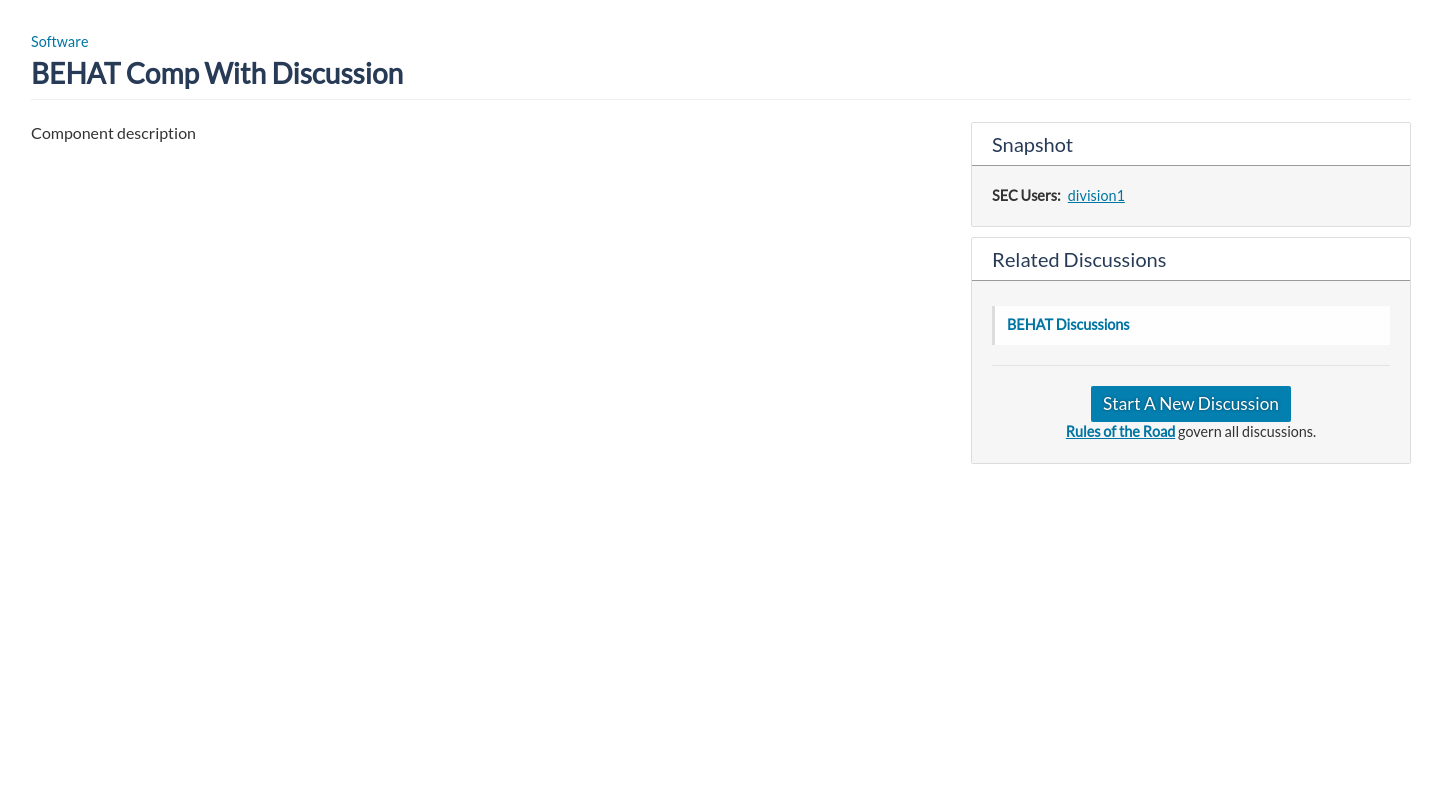 Software
BEHAT Comp With Discussion
Component description
Snapshot
SEC Users: division1
Related Discussions
BEHAT Discussions
Start A New Discussion
Rules of the Road govern all discussions.